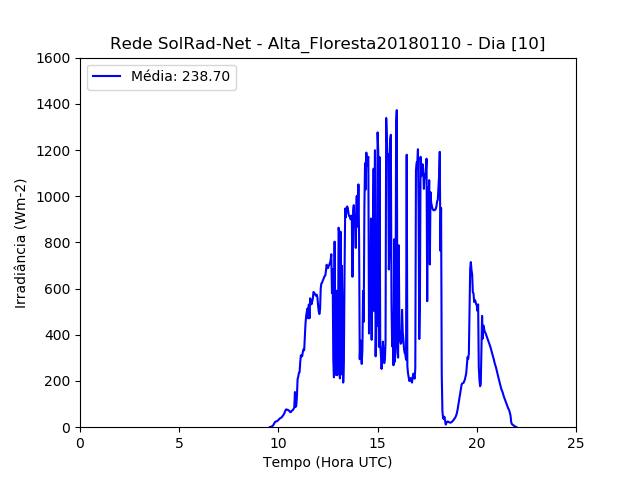 Rede SolRad-Net - Alta_Floresta20180110 - Dia [10]
Média: 238.70
Irradiância (Wm-2)
1600
1400
1200
1000
800
600
400
200
0
0 5 10 15 20 25
Tempo (Hora UTC)